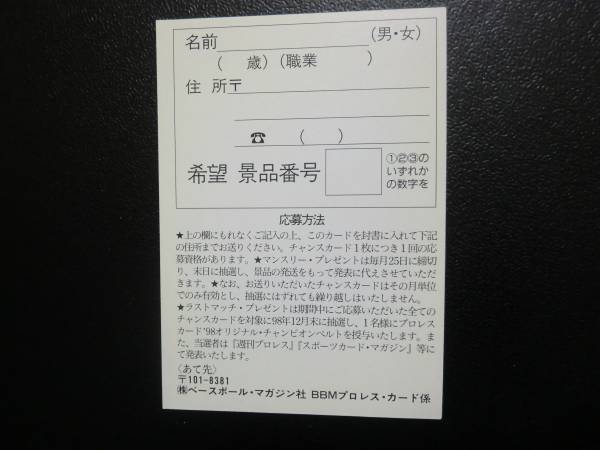 名前 (男・女)
( 歳) (職業 )
住 所〒
☎ ( )
希望 景品番号 ①②③の
いずれか
の数字を
応募方法
★上の欄にもれなくご記入の上、このカードを封書に入れて下記
の住所までお送りください。チャンスカード1枚につき1回の応
募資格があります。★マンスリー・プレゼントは毎月25日に締切
り、末日に抽選し、景品の発送をもって発表に代えさせていただ
きます。★なお、お送りいただいたチャンスカードはその月単位
でのみ有効とし、抽選にはずれても繰り越しはいたしません。
★ラストマッチ・プレゼントは期間中にご応募いただいた全ての
チャンスカードを対象に98年12月末に抽選し、1名様にプロレス
カード'98オリジナル・チャンピオンベルトを授与いたします。ま
た、当選者は『週刊プロレス』『スポーツカード・マガジン』等に
て発表いたします。
〈あて先〉
〒101-8381
㈱ベースボール・マガジン社 BBMプロレス・カード係